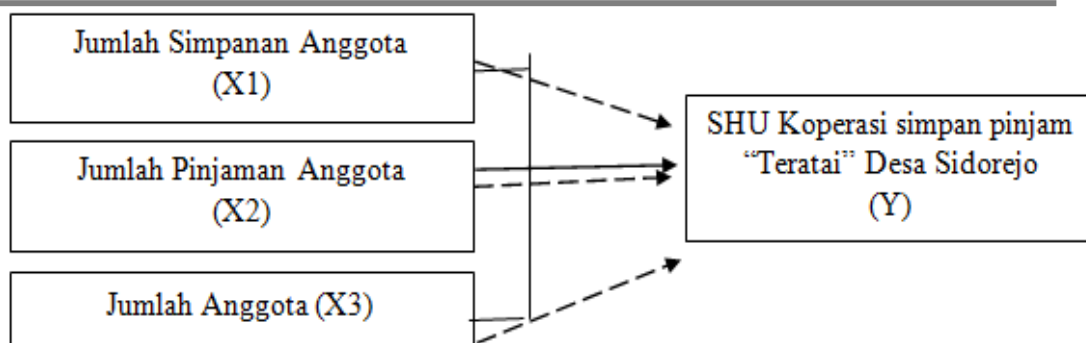 Jumlah Simpanan Anggota
(X1)
Jumlah Pinjaman Anggota
(X2)
Jumlah Anggota (X3)
SHU Koperasi simpan pinjam
“Teratai” Desa Sidorejo
(Y)